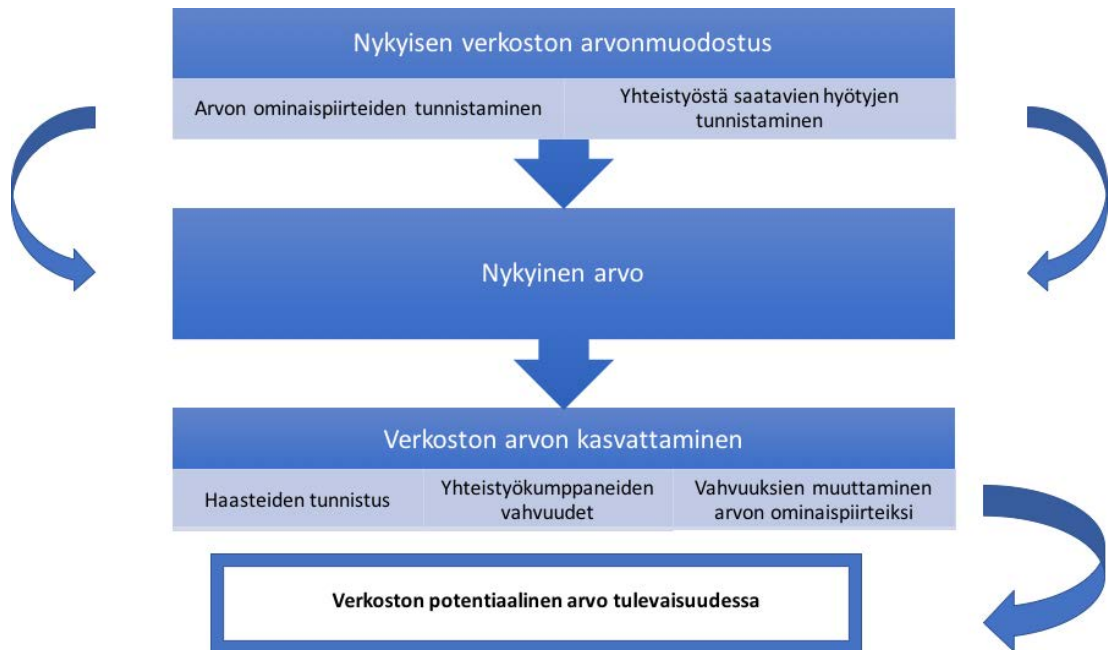 Nykyisen verkoston arvonmuodostus
Arvon ominaispiirteiden tunnistaminen
Yhteistyöstä saatavien hyötyjen
tunnistaminen
Nykyinen arvo
Verkoston arvon kasvattaminen
Haasteiden tunnistus
Yhteistyökumppaneiden
vahvuudet
Vahvuuksien muuttaminen
arvon ominaispiirteiksi
Verkoston potentiaalinen arvo tulevaisuudessa